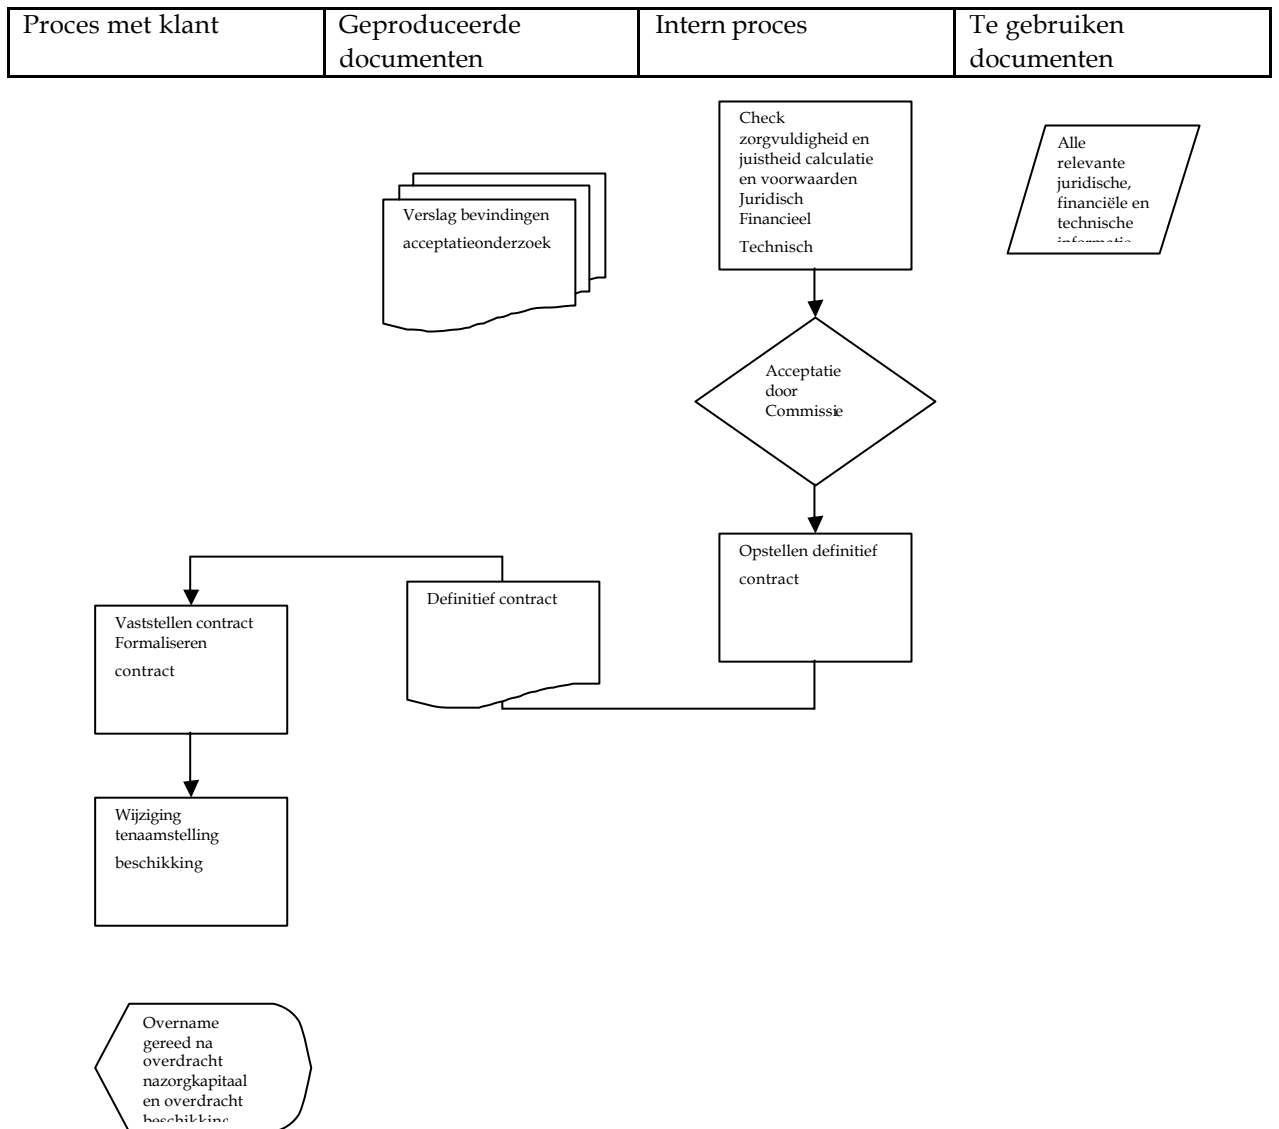 Proces met klant
Geproduceerde
documenten
Intern proces
Te gebruiken
documenten
Check
zorgvuldigheid en
juistheid calculatie
en voorwaarden
Juridisch
Financieel
Technisch
Alle
relevante
juridische,
financiële en
technische
informatie
Verslag bevindingen
acceptatieonderzoek
Acceptatie
door
Commissie
Opstellen definitief
contract
Definitief contract
Vaststellen contract
Formaliseren
contract
Wijziging
tenaamstelling
beschikking
Overname
gereed na
overdracht
nazorgkapitaal
en overdracht
beschikking